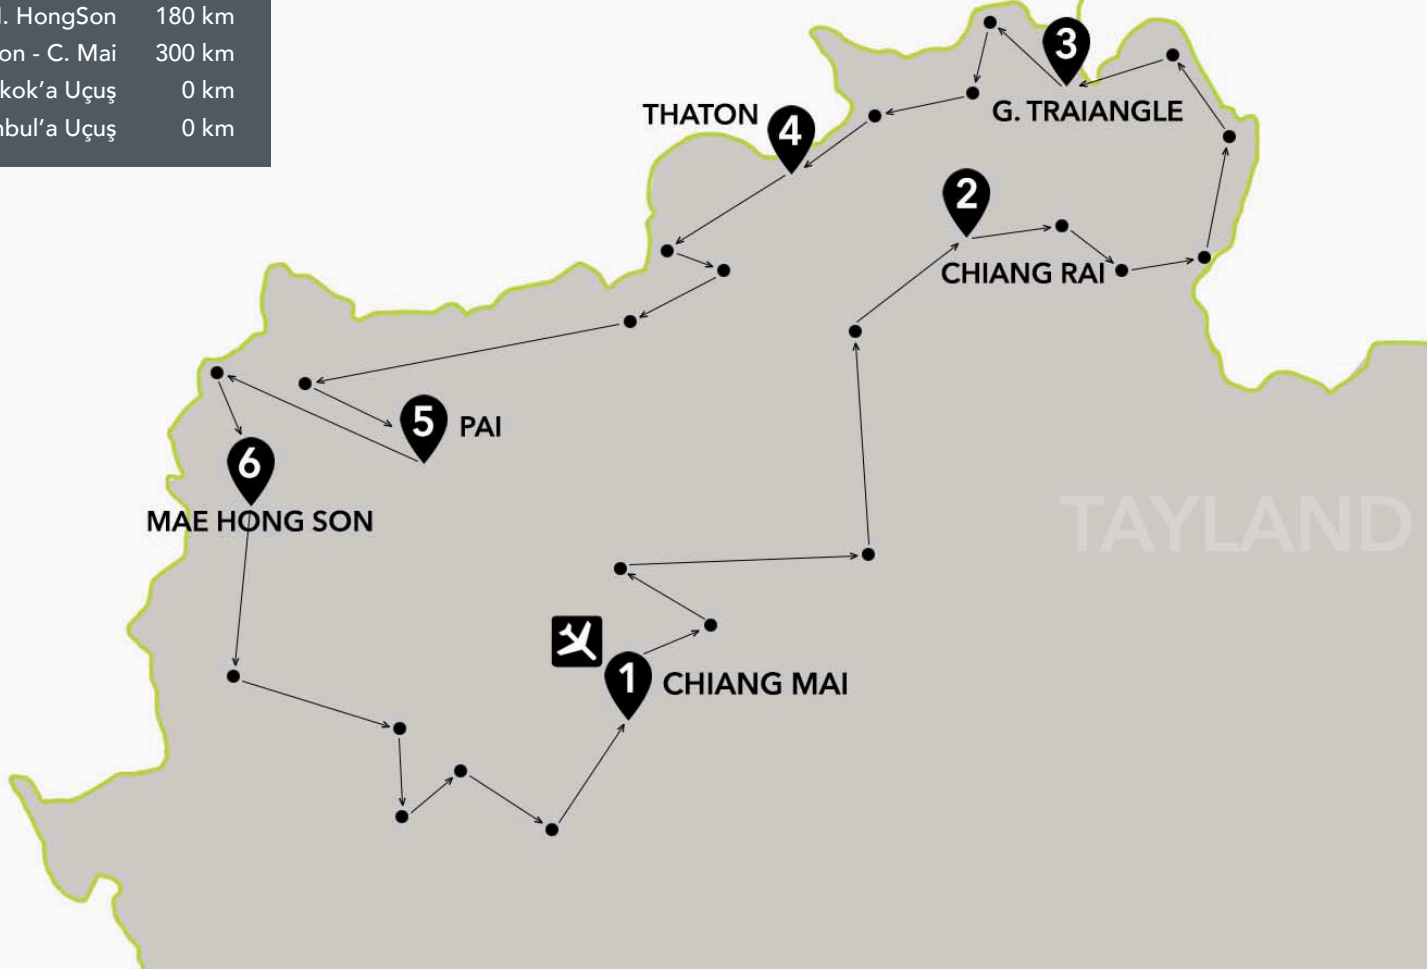 HongSon 180 km
on - C. Mai 300 km
kok’a Uçuş 0 km
nbul’a Uçuş 0 km
3
G. TRAIANGLE
THATON
4
2
CHIANG RAI
5
PAI
6
MAE HONG SON
TAYLAND
1
CHIANG MAI